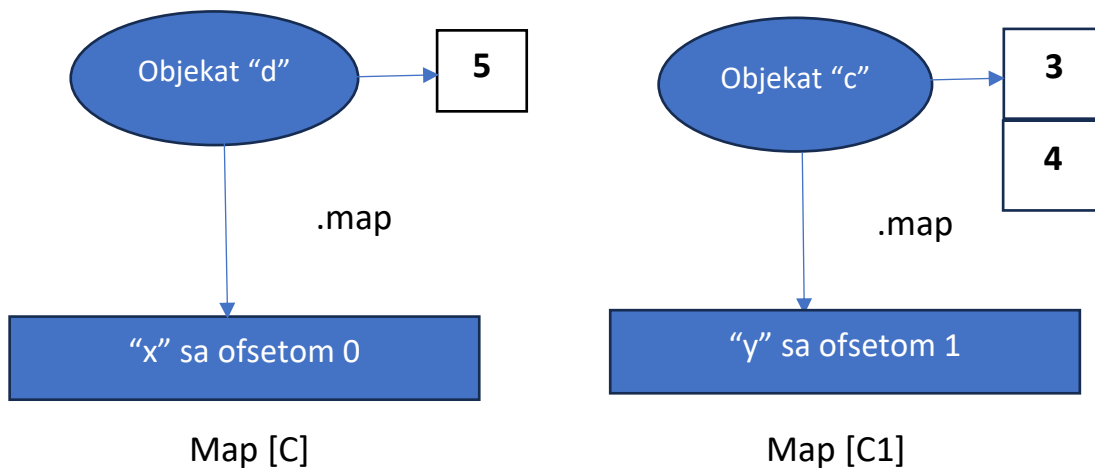 Objekat “d”
5
.map
“x” sa ofsetom 0
Map [C]
Objekat “c”
3
4
.map
“y” sa ofsetom 1
Map [C1]